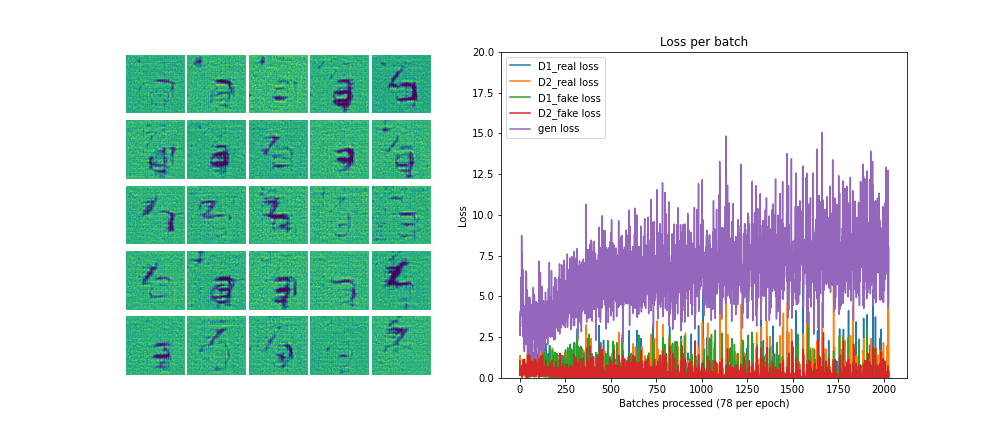 Loss per batch
20.0
17.5
15.0
12.5
10.0
7.5
5.0
2.5
0.0
Loss
D1_real loss
D2_real loss
D1_fake loss
D2_fake loss
gen loss
0 250 500 750 1000 1250 1500 1750 2000
Batches processed (78 per epoch)